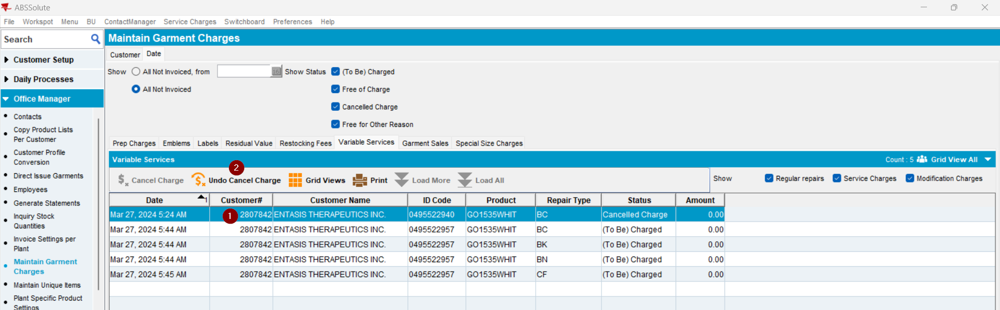 ABSSolute
File Workspot Menu BU ContactManager Service Charges Switchboard Preferences Help
Search
Customer Setup
Daily Processes
Office Manager
Contacts
Copy Product Lists
Per Customer
Customer Profile
Conversion
Direct Issue Garments
Employees
Generate Statements
Inquiry Stock
Quantities
Invoice Settings per
Plant
Maintain Garment
Charges
Maintain Unique Items
Plant Specific Product
Settings
Maintain Garment Charges
Customer Date
Show All Not Invoiced, from 16 Show Status (To Be) Charged
All Not Invoiced Free of Charge
Cancelled Charge
Free for Other Reason
Prep Charges Emblems Labels Residual Value Restocking Fees Variable Services Garment Sales Special Size Charges
Variable Services Count : 5 Grid View All
2
Cancel Charge Undo Cancel Charge Grid Views Print Load More Load All Show Regular repairs Service Charges Modification Charges
Date 1 Customer# Customer Name ID Code Product Repair Type Status Amount
Mar 27, 2024 5:24 AM 1 2807842 ENTASIS THERAPEUTICS INC. 0495522940 GO1535WHIT BC Cancelled Charge 0.00
Mar 27, 2024 5:44 AM 2807842 ENTASIS THERAPEUTICS INC. 0495522957 GO1535WHIT BC (To Be) Charged 0.00
Mar 27, 2024 5:44 AM 2807842 ENTASIS THERAPEUTICS INC. 0495522957 GO1535WHIT BK (To Be) Charged 0.00
Mar 27, 2024 5:44 AM 2807842 ENTASIS THERAPEUTICS INC. 0495522957 GO1535WHIT BN (To Be) Charged 0.00
Mar 27, 2024 5:45 AM 2807842 ENTASIS THERAPEUTICS INC. 0495522957 GO1535WHIT CF (To Be) Charged 0.00